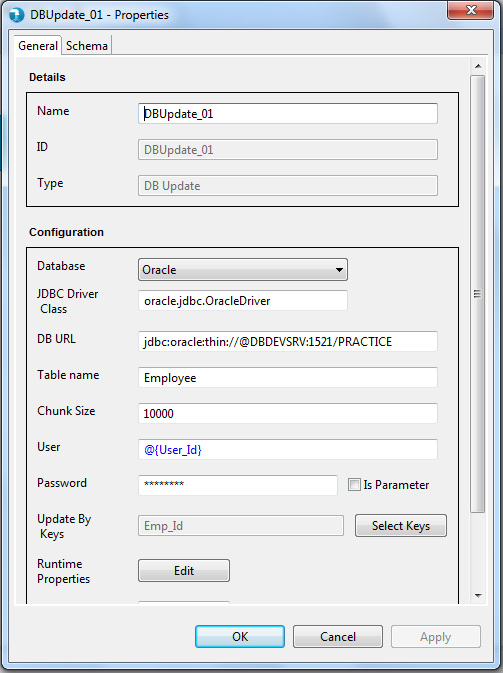 DBUpdate_01 - Properties
General Schema
Details
Name DBUpdate_01
ID DBUpdate_01
Type DB Update
Configuration
Database Oracle
JDBC Driver
Class oracle.jdbc.OracleDriver
DB URL jdbc:oracle:thin://@DBDEVSRV:1521/PRACTICE
Table name Employee
Chunk Size 10000
User @{User_Id}
Password ******** Is Parameter
Update By
Keys Emp_Id Select Keys
Runtime
Properties Edit
OK Cancel Apply